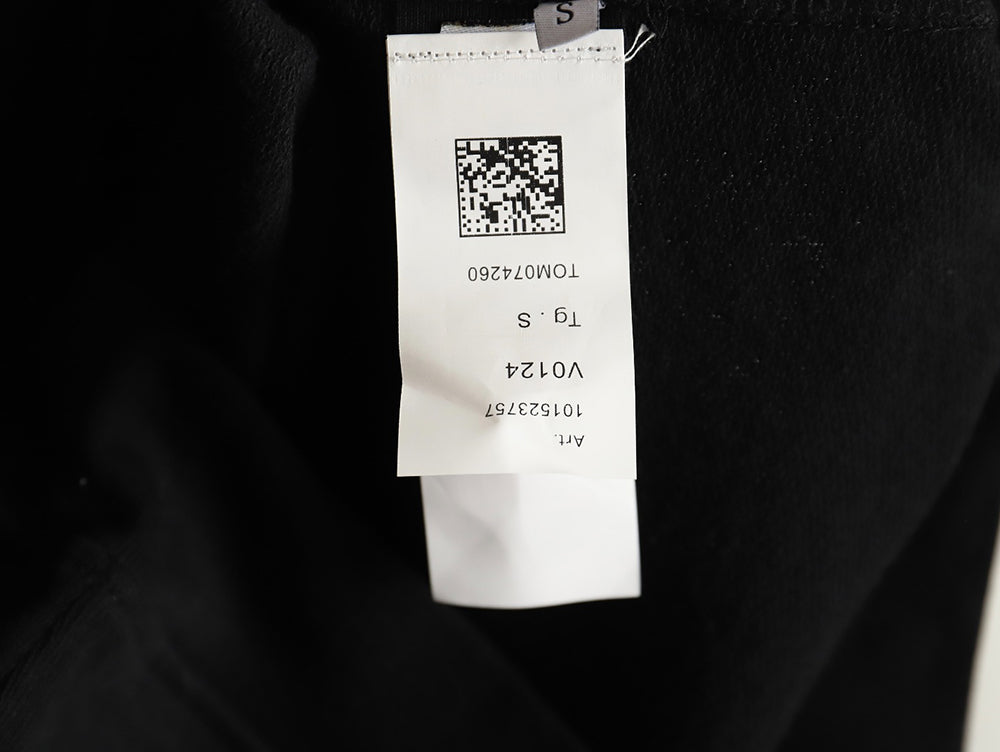 Art.
101523757
V0124
Tg . S
TOM074260
S